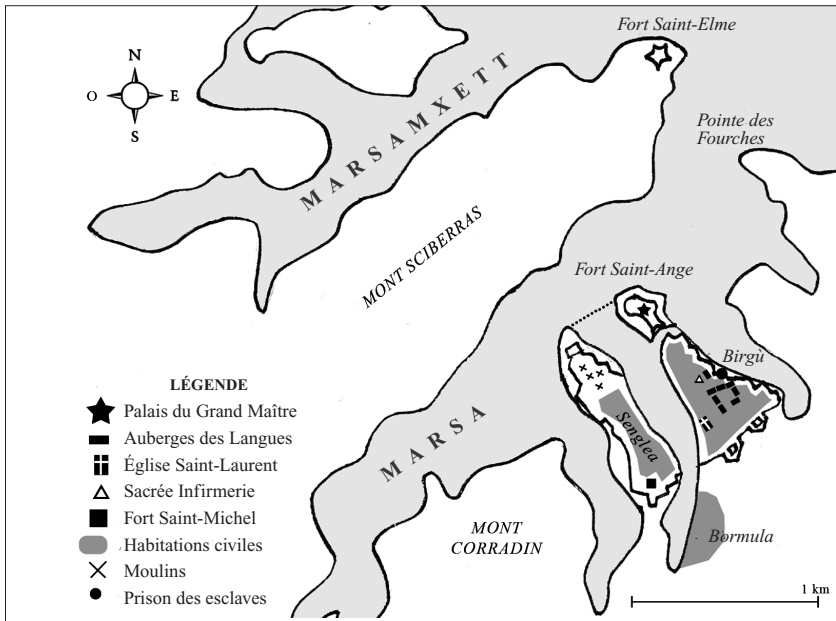 Fort Saint-Elme
N
O
E
S
Pointe des
Fourches
MARSAMXETT
MONT SCIBERRAS
Fort Saint-Ange
Birgù
LÉGENDE
Palais du Grand Maître
Auberges des Langues
Église Saint-Laurent
Sacrée Infirmerie
Fort Saint-Michel
Habitations civiles
Moulins
Prison des esclaves
MARSA
Senglea
MONT
CORRADIN
Bormula
1 km